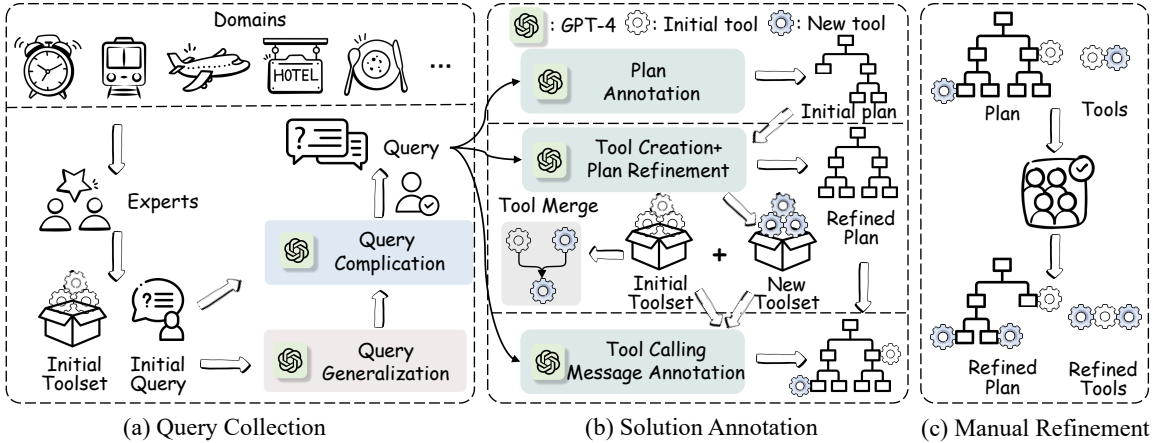 Domains
HOTEL
...
Experts
Initial
Toolset
Initial
Query
Query
Generalization
Query
Complication
Query
(a) Query Collection
: GPT-4
: Initial tool
: New tool
Plan
Annotation
Initial plan
Tool Creation+
Plan Refinement
Refined
Plan
Tool Merge
Initial
Toolset
+
New
Toolset
Tool Calling
Message Annotation
(b) Solution Annotation
Plan
Tools
Refined
Plan
Refined
Tools
(c) Manual Refinement